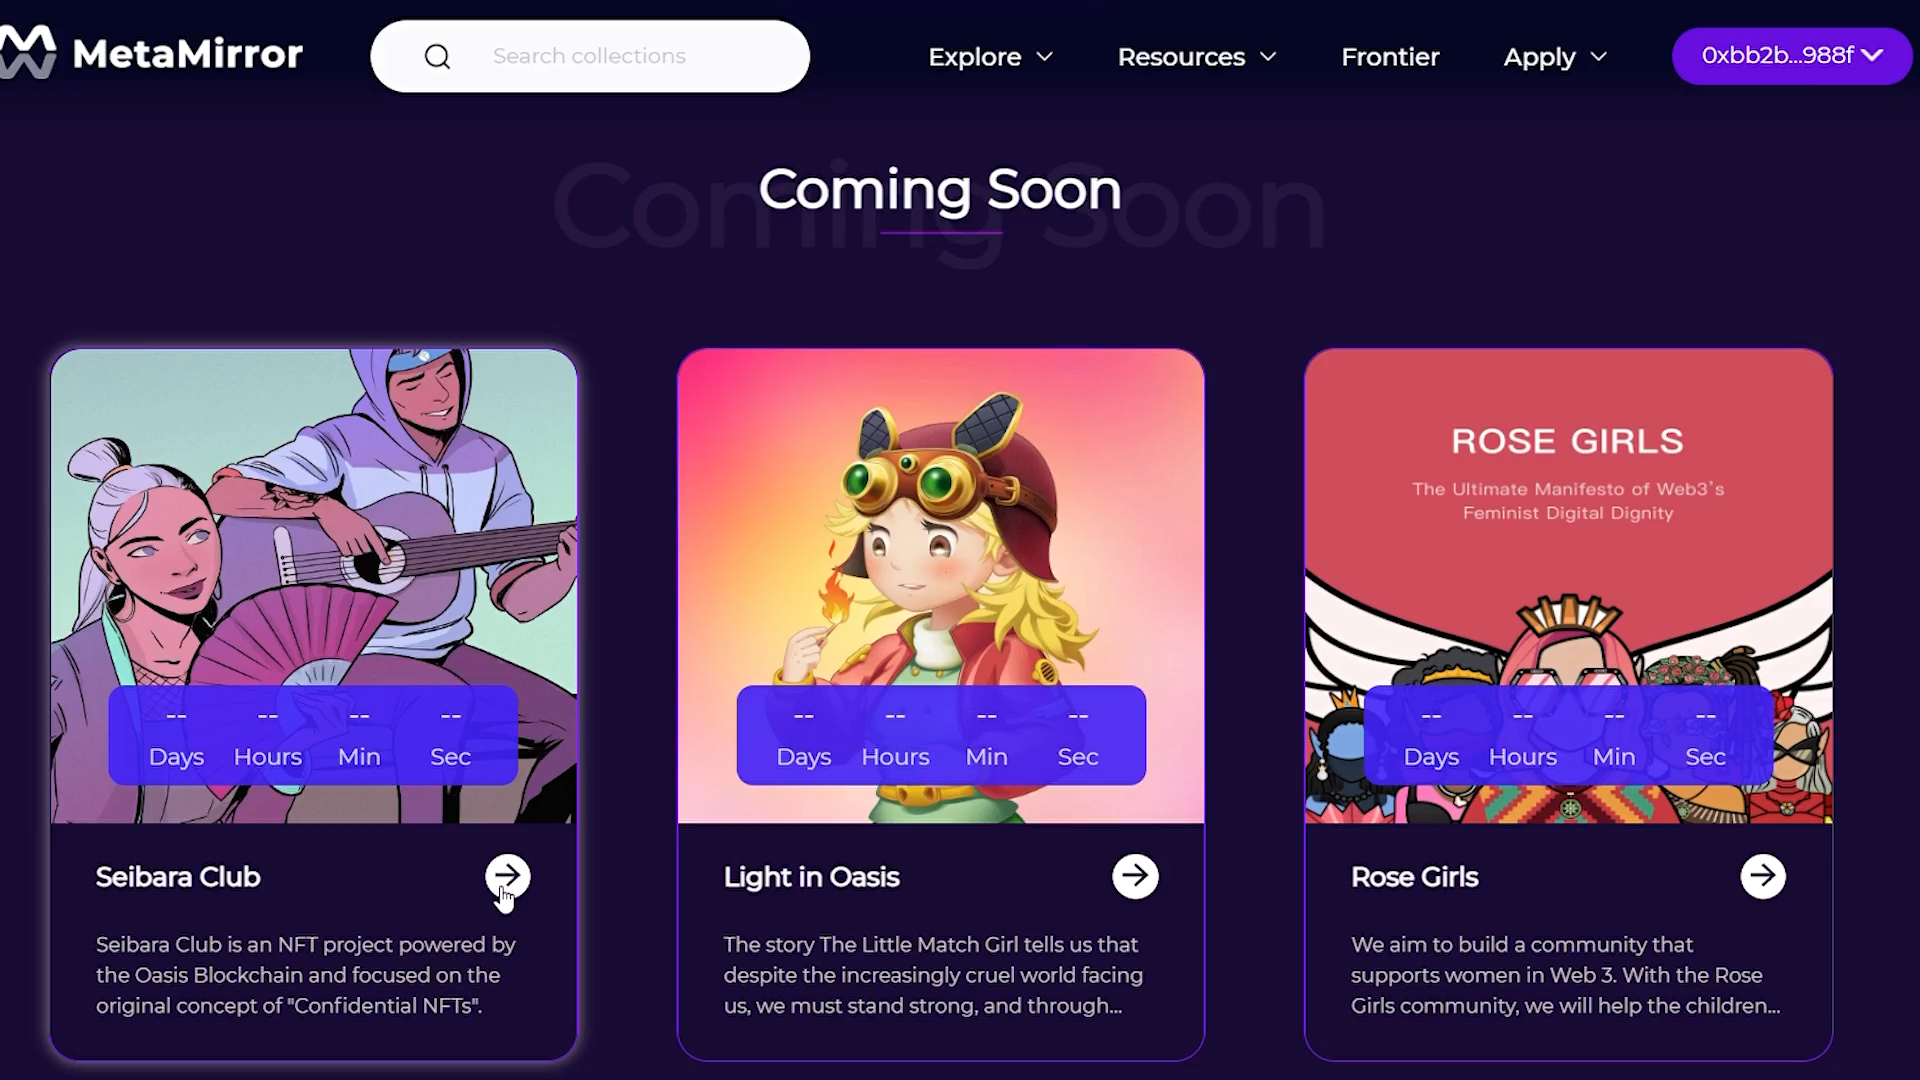 MetaMirror
Search collections
Explore
Resources
Frontier
Apply
0xbb2b...988f
Coming Soon
Coming Soon
ROSE GIRLS
The Ultimate Manifesto of Web3's
Feminist Digital Dignity
-- -- -- --
Days Hours Min Sec
-- -- -- --
Days Hours Min Sec
-- -- -- --
Days Hours Min Sec
Seibara Club
Seibara Club is an NFT project powered by
the Oasis Blockchain and focused on the
original concept of "Confidential NFTs".
Light in Oasis
The story The Little Match Girl tells us that
despite the increasingly cruel world facing
us, we must stand strong, and through...
Rose Girls
We aim to build a community that
supports women in Web 3. With the Rose
Girls community, we will help the children...